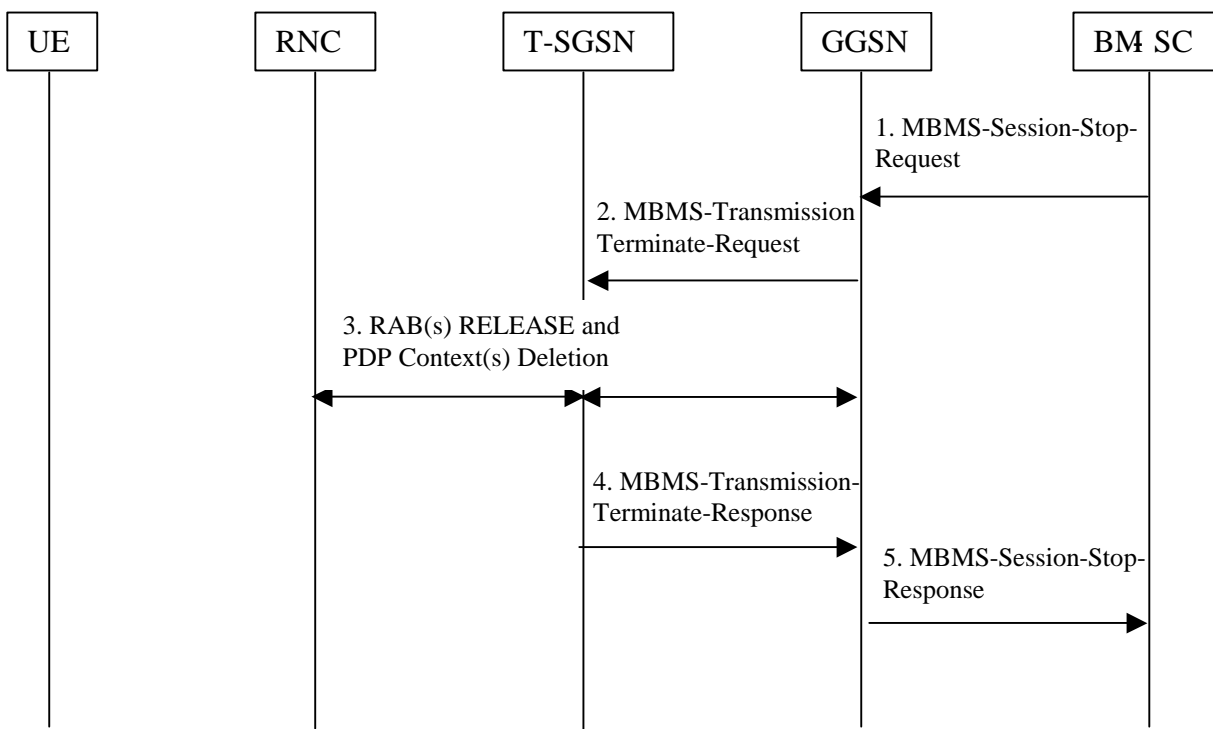 UE RNC T-SGSN GGSN BM-SC
1. MBMS-Session-Stop-
Request
2. MBMS-Transmission
Terminate-Request
3. RAB(s) RELEASE and
PDP Context(s) Deletion
4. MBMS-Transmission-
Terminate-Response
5. MBMS-Session-Stop-
Response